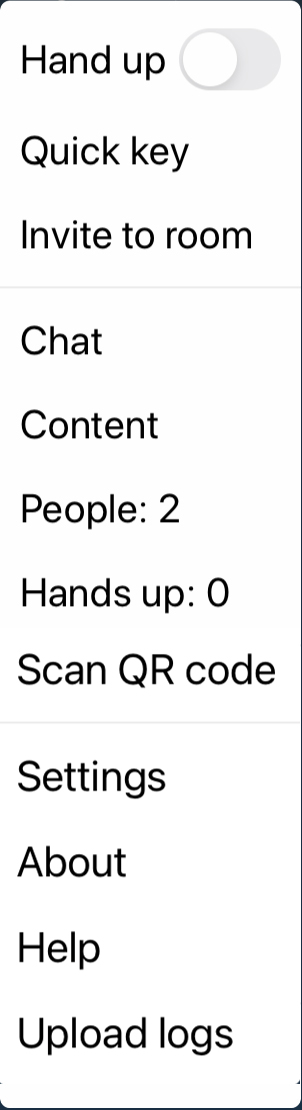 Hand up
Quick key
Invite to room
Chat
Content
People: 2
Hands up: 0
Scan QR code
Settings
About
Help
Upload logs